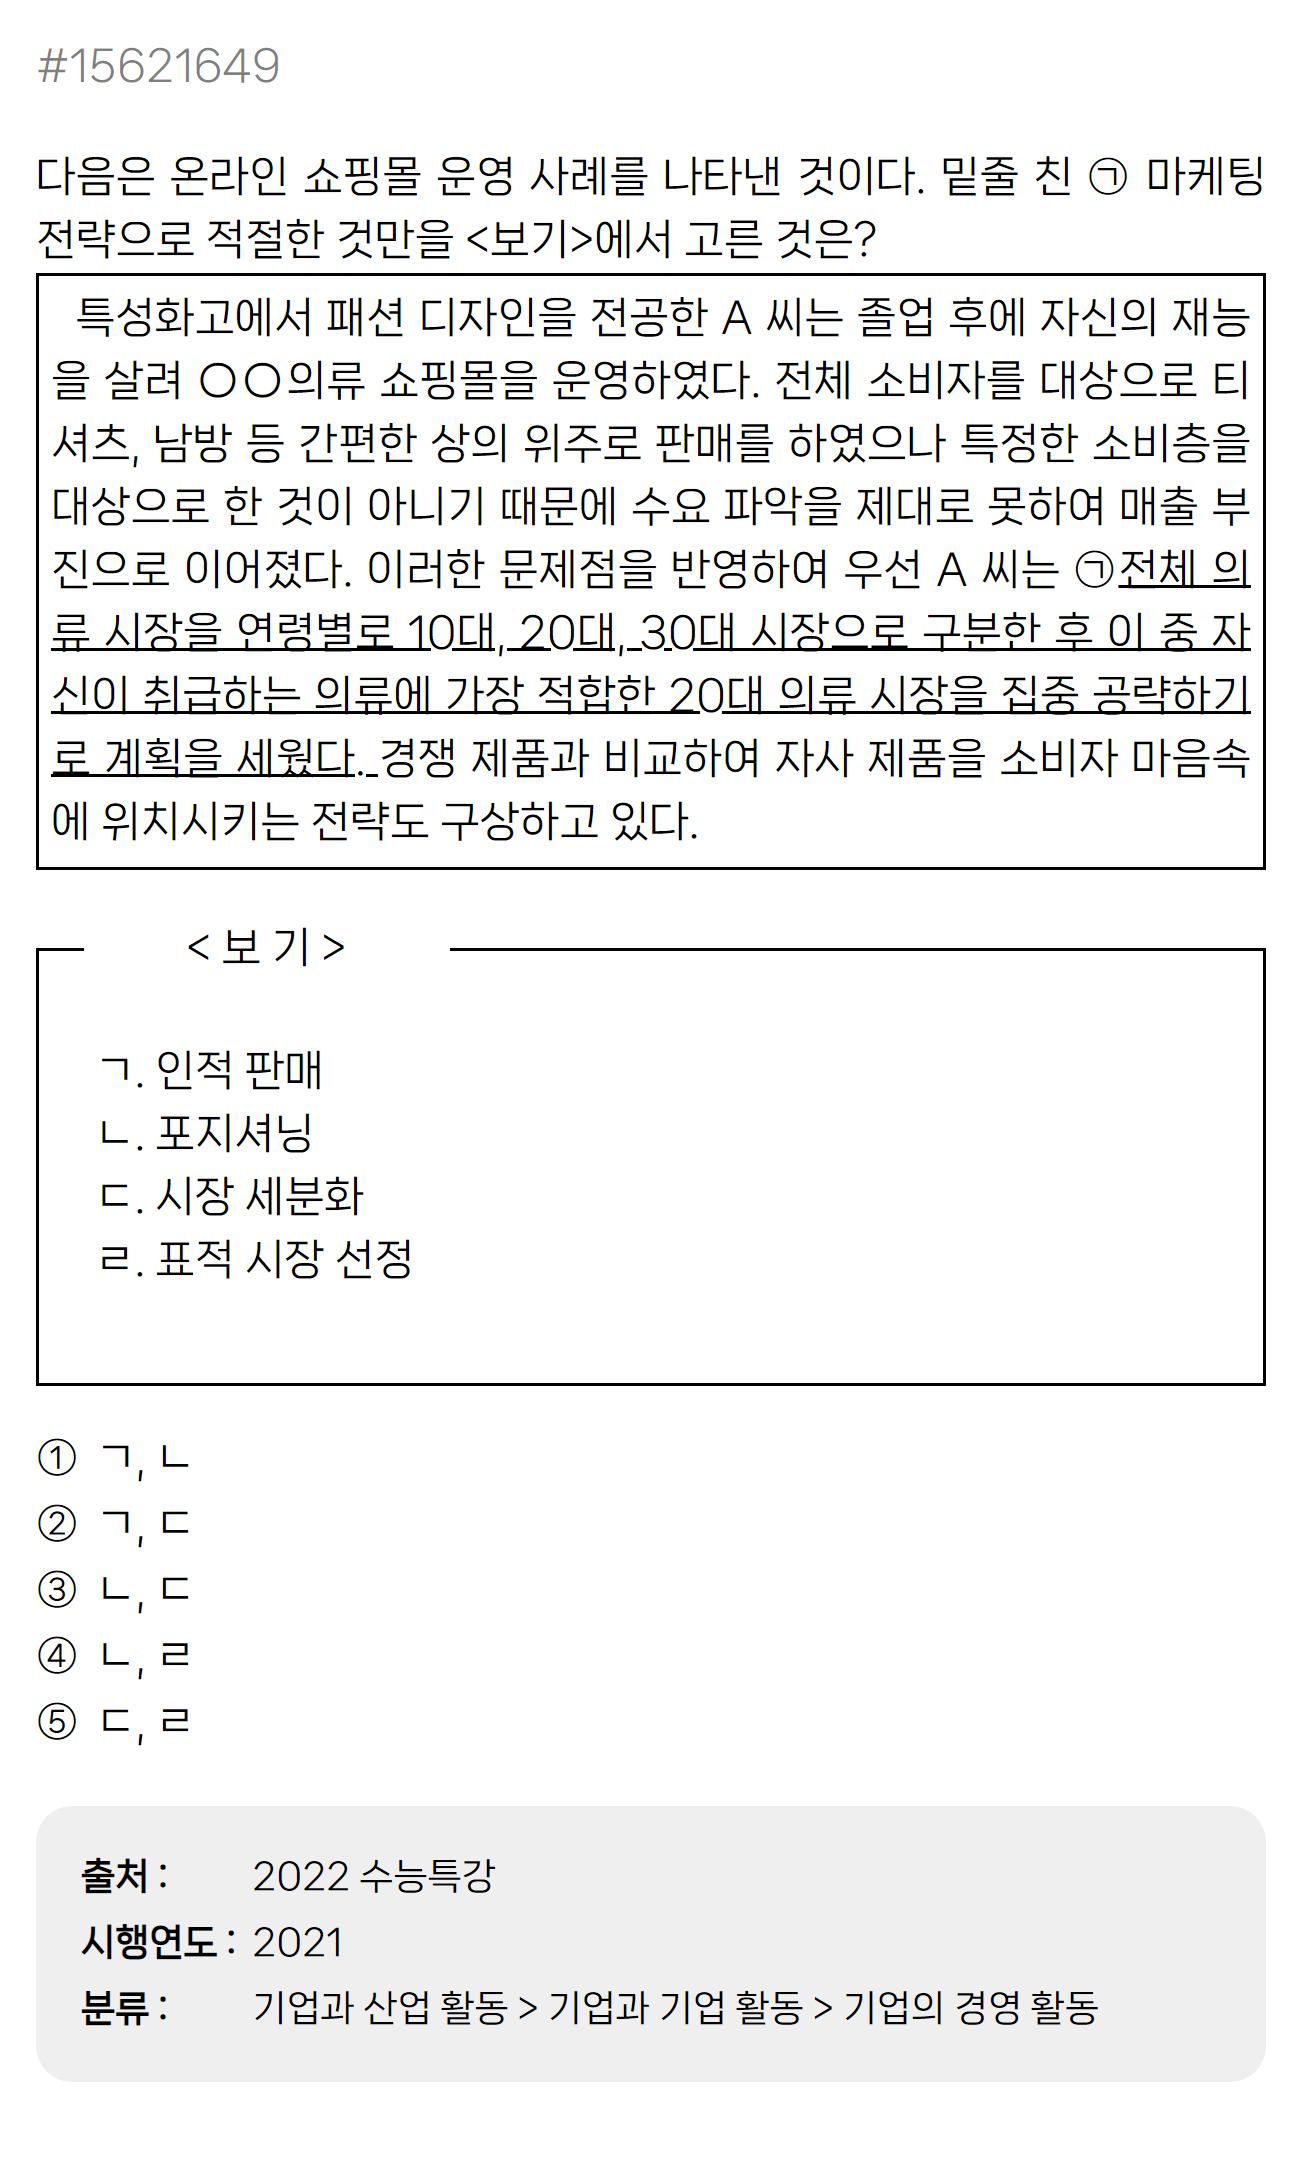 #15621649
다음은 온라인 쇼핑몰 운영 사례를 나타낸 것이다. 밑줄 친 ㉠ 마케팅
전략으로 적절한 것만을 <보기>에서 고른 것은?
특성화고에서 패션 디자인을 전공한 A 씨는 졸업 후에 자신의 재능
을 살려 ○○의류 쇼핑몰을 운영하였다. 전체 소비자를 대상으로 티
셔츠, 남방 등 간편한 상의 위주로 판매를 하였으나 특정한 소비층을
대상으로 한 것이 아니기 때문에 수요 파악을 제대로 못하여 매출 부
진으로 이어졌다. 이러한 문제점을 반영하여 우선 A 씨는 ㉠전체 의
류 시장을 연령별로 10대, 20대, 30대 시장으로 구분한 후 이 중 자
신이 취급하는 의류에 가장 적합한 20대 의류 시장을 집중 공략하기
로 계획을 세웠다. 경쟁 제품과 비교하여 자사 제품을 소비자 마음속
에 위치시키는 전략도 구상하고 있다.
< 보 기 >
ㄱ. 인적 판매
ㄴ. 포지셔닝
ㄷ. 시장 세분화
ㄹ. 표적 시장 선정
① ㄱ, ㄴ
② ㄱ, ㄷ
③ ㄴ, ㄷ
④ ㄴ, ㄹ
⑤ ㄷ, ㄹ
출처 : 2022 수능특강
시행연도 : 2021
분류 : 기업과 산업 활동 > 기업과 기업 활동 > 기업의 경영 활동